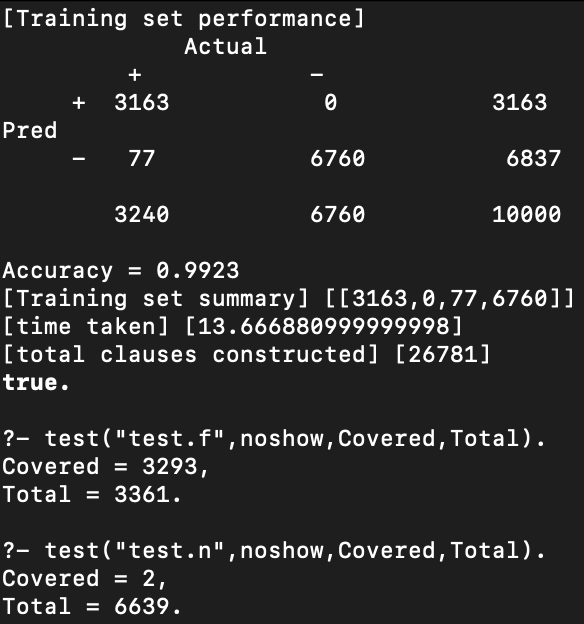 [Training set performance]
Actual
+ -
+ 3163 0 3163
Pred
- 77 6760 6837
3240 6760 10000
Accuracy = 0.9923
[Training set summary] [[3163,0,77,6760]]
[time taken] [13.666880999999998]
[total clauses constructed] [26781]
true.
?- test("test.f",noshow,Covered,Total).
Covered = 3293,
Total = 3361.
?- test("test.n",noshow,Covered,Total).
Covered = 2,
Total = 6639.